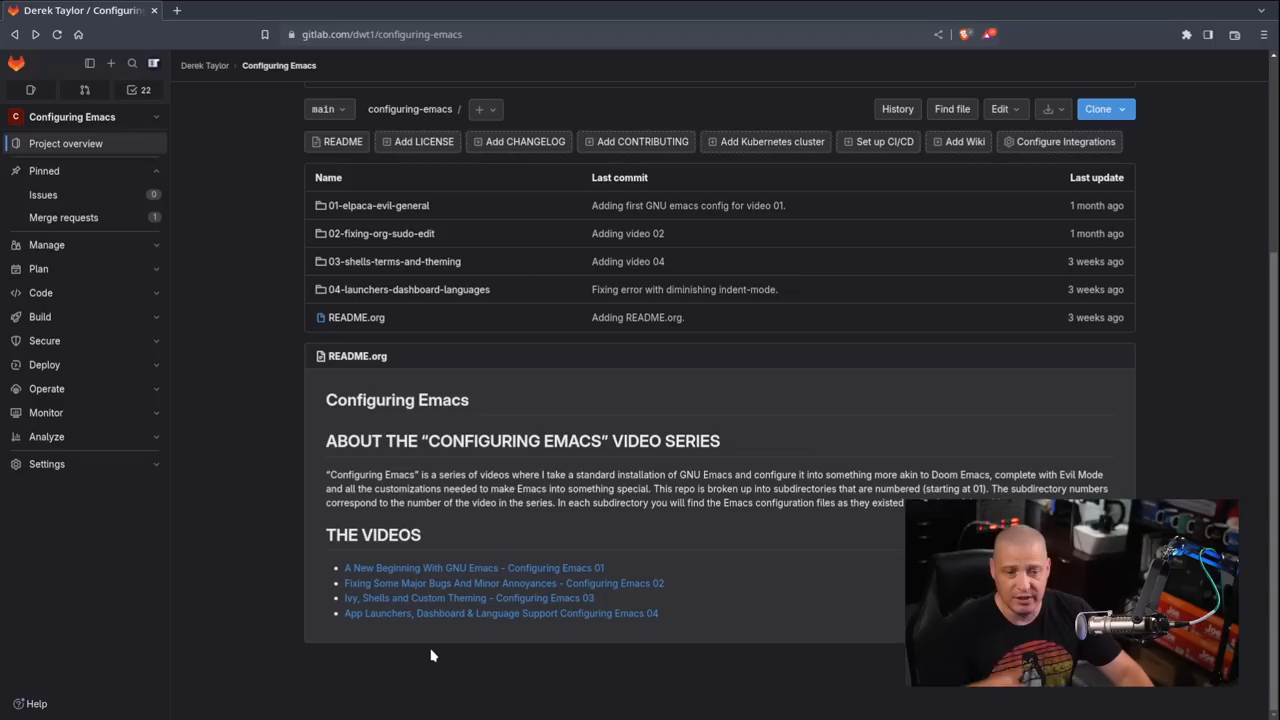 Derek Taylor / Configurin
gitlab.com/dwt1/configuring-emacs
Derek Taylor › Configuring Emacs
22
C Configuring Emacs
Project overview
Pinned
Issues 0
Merge requests 1
Manage
Plan
Code
Build
Secure
Deploy
Operate
Monitor
Analyze
Settings
Help
main configuring-emacs / +
History Find file Edit Clone
README Add LICENSE Add CHANGELOG Add CONTRIBUTING Add Kubernetes cluster Set up CI/CD Add Wiki Configure Integrations
Name Last commit Last update
01-elpaca-evil-general Adding first GNU emacs config for video 01. 1 month ago
02-fixing-org-sudo-edit Adding video 02 1 month ago
03-shells-terms-and-theming Adding video 04 3 weeks ago
04-launchers-dashboard-languages Fixing error with diminishing indent-mode. 3 weeks ago
README.org Adding README.org. 3 weeks ago
README.org
Configuring Emacs
ABOUT THE “CONFIGURING EMACS” VIDEO SERIES
“Configuring Emacs” is a series of videos where I take a standard installation of GNU Emacs and configure it into something more akin to Doom Emacs, complete with Evil Mode
and all the customizations needed to make Emacs into something special. This repo is broken up into subdirectories that are numbered (starting at 01). The subdirectory numbers
correspond to the number of the video in the series. In each subdirectory you will find the Emacs configuration files as they existed
THE VIDEOS
A New Beginning With GNU Emacs - Configuring Emacs 01
Fixing Some Major Bugs And Minor Annoyances - Configuring Emacs 02
Ivy, Shells and Custom Theming - Configuring Emacs 03
App Launchers, Dashboard & Language Support Configuring Emacs 04